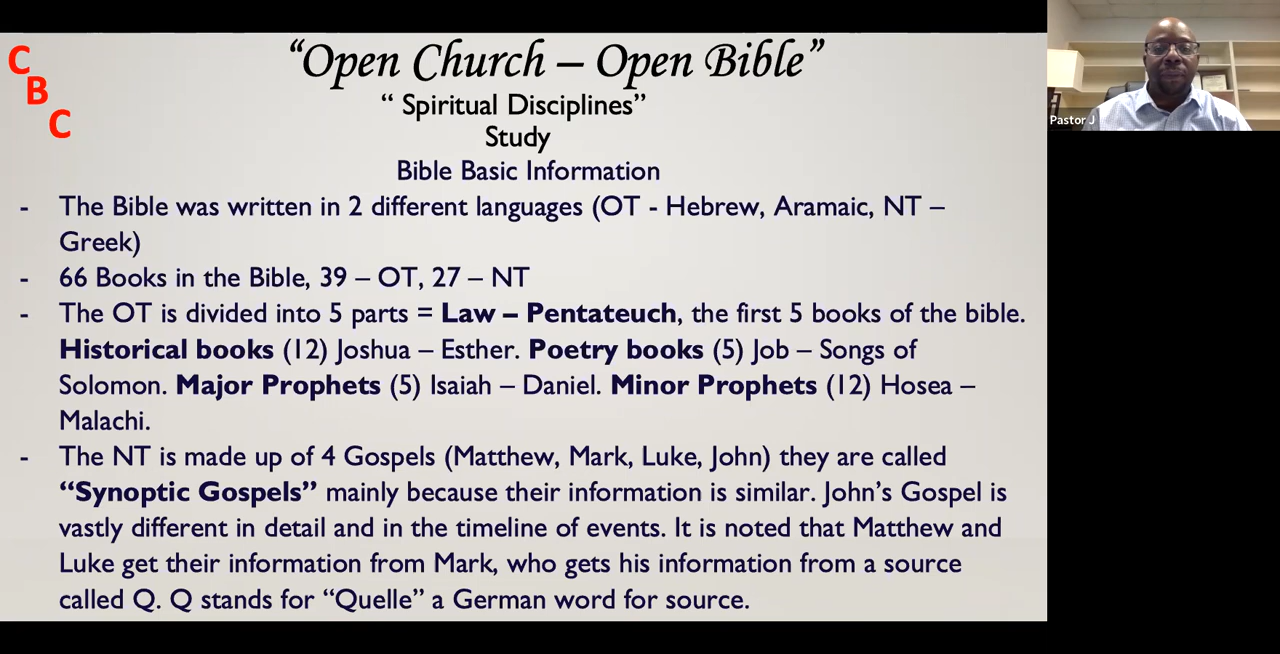 C
B
C
“Open Church – Open Bible”
“ Spiritual Disciplines”
Study
Bible Basic Information
- The Bible was written in 2 different languages (OT - Hebrew, Aramaic, NT –
Greek)
- 66 Books in the Bible, 39 – OT, 27 – NT
- The OT is divided into 5 parts = Law – Pentateuch, the first 5 books of the bible.
Historical books (12) Joshua – Esther. Poetry books (5) Job – Songs of
Solomon. Major Prophets (5) Isaiah – Daniel. Minor Prophets (12) Hosea –
Malachi.
- The NT is made up of 4 Gospels (Matthew, Mark, Luke, John) they are called
“Synoptic Gospels” mainly because their information is similar. John’s Gospel is
vastly different in detail and in the timeline of events. It is noted that Matthew and
Luke get their information from Mark, who gets his information from a source
called Q. Q stands for “Quelle” a German word for source.
Pastor J